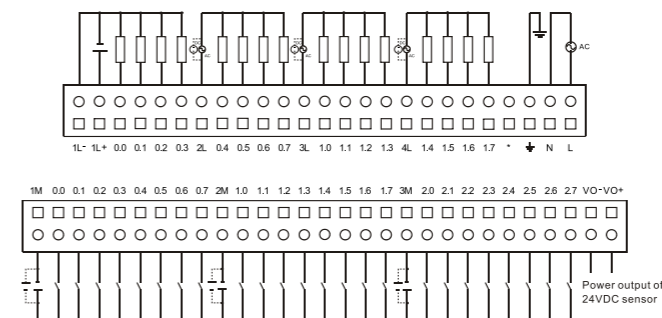 DC DC DC
AC AC AC AC
1L- 1L+ 0.0 0.1 0.2 0.3 2L 0.4 0.5 0.6 0.7 3L 1.0 1.1 1.2 1.3 4L 1.4 1.5 1.6 1.7 * N L
1M 0.0 0.1 0.2 0.3 0.4 0.5 0.6 0.7 2M 1.0 1.1 1.2 1.3 1.4 1.5 1.6 1.7 3M 2.0 2.1 2.2 2.3 2.4 2.5 2.6 2.7 VO- VO+
Power output of
24VDC sensor